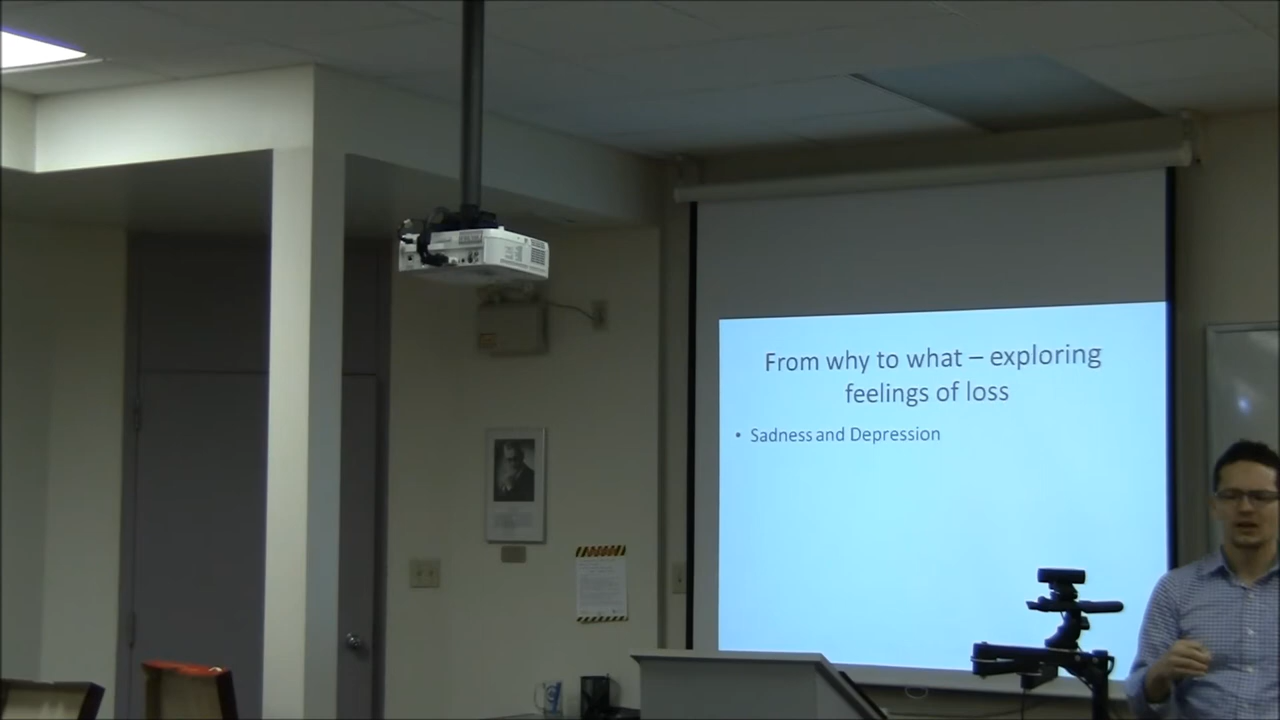 From why to what – exploring
feelings of loss
• Sadness and Depression